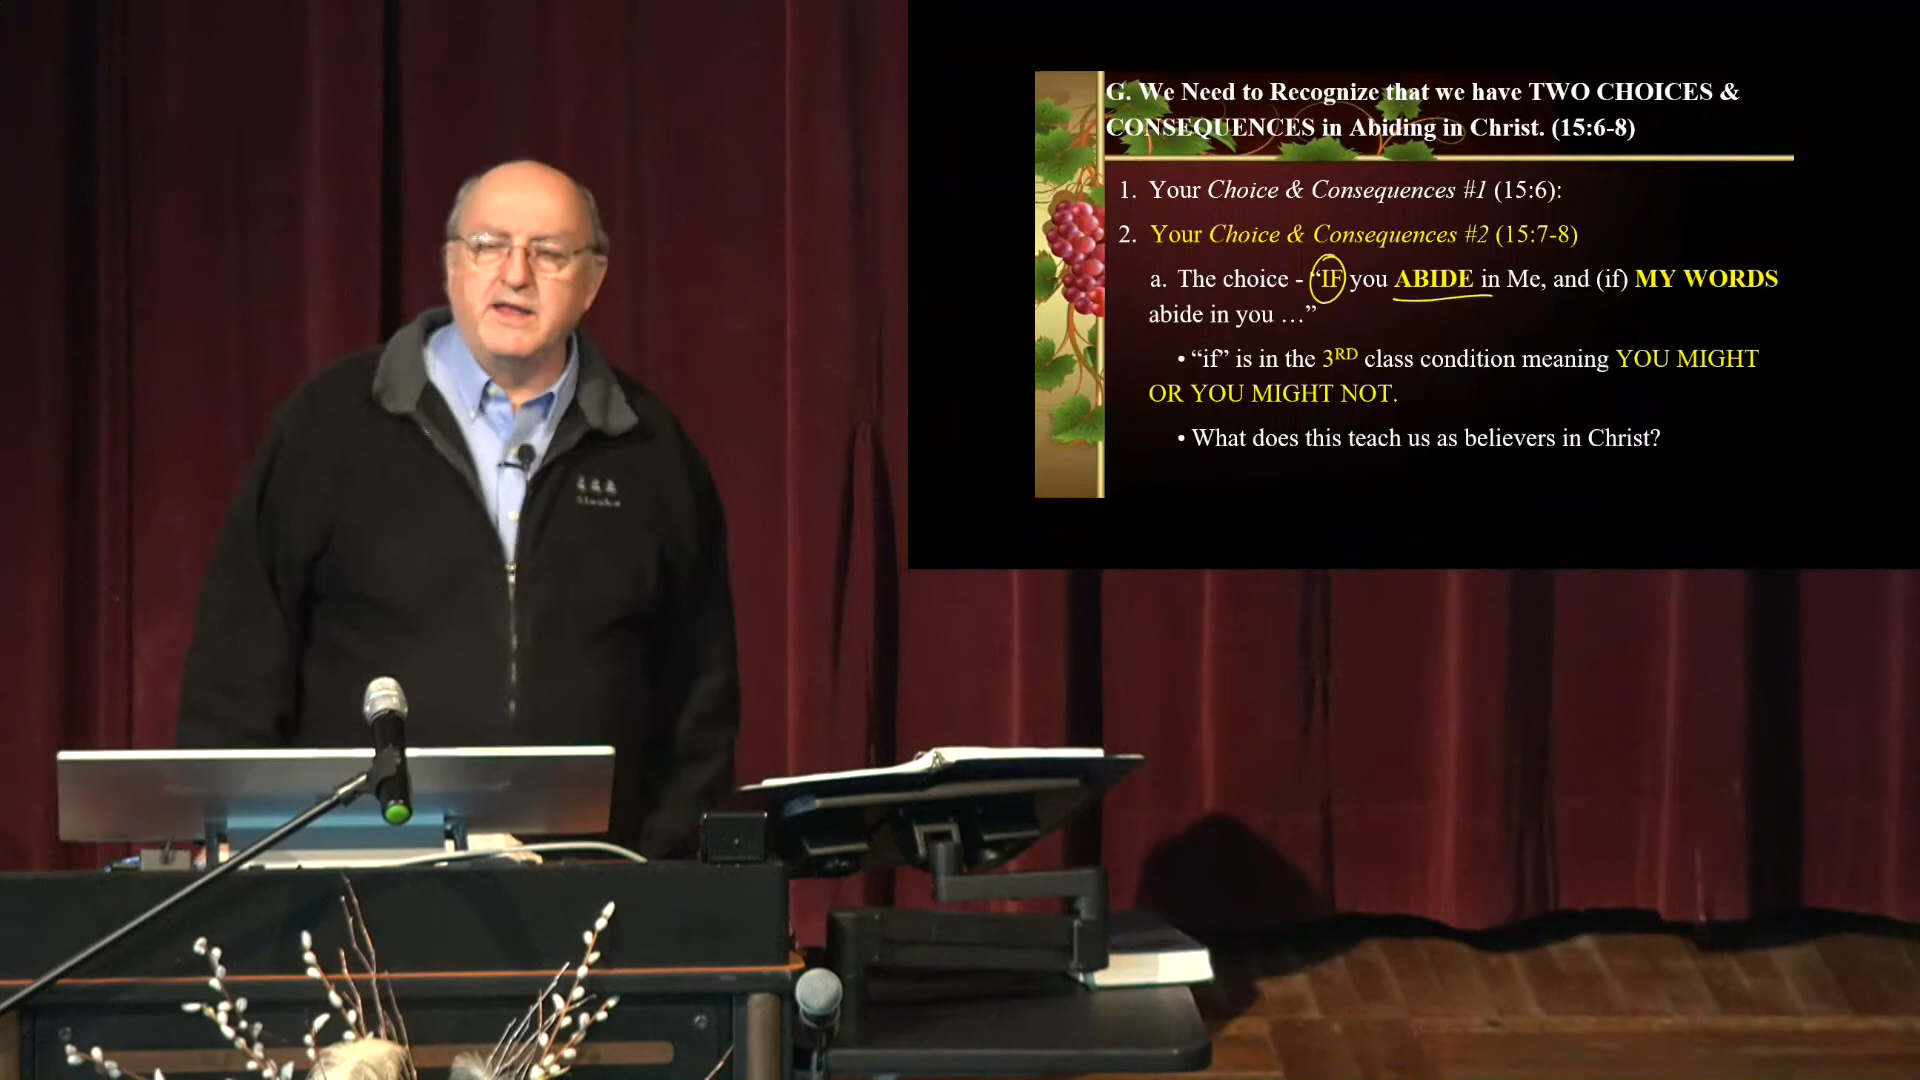 G. We Need to Recognize that we have TWO CHOICES &
CONSEQUENCES in Abiding in Christ. (15:6-8)
1. Your Choice & Consequences #1 (15:6):
2. Your Choice & Consequences #2 (15:7-8)
a. The choice - “IF you ABIDE in Me, and (if) MY WORDS
abide in you …”
• “if” is in the 3RD class condition meaning YOU MIGHT
OR YOU MIGHT NOT.
• What does this teach us as believers in Christ?